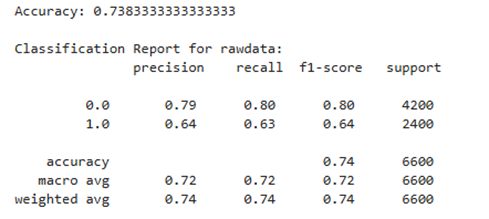 Accuracy: 0.7383333333333333
Classification Report for rawdata:
precision recall f1-score support
0.0 0.79 0.80 0.80 4200
1.0 0.64 0.63 0.64 2400
accuracy 0.74 6600
macro avg 0.72 0.72 0.72 6600
weighted avg 0.74 0.74 0.74 6600